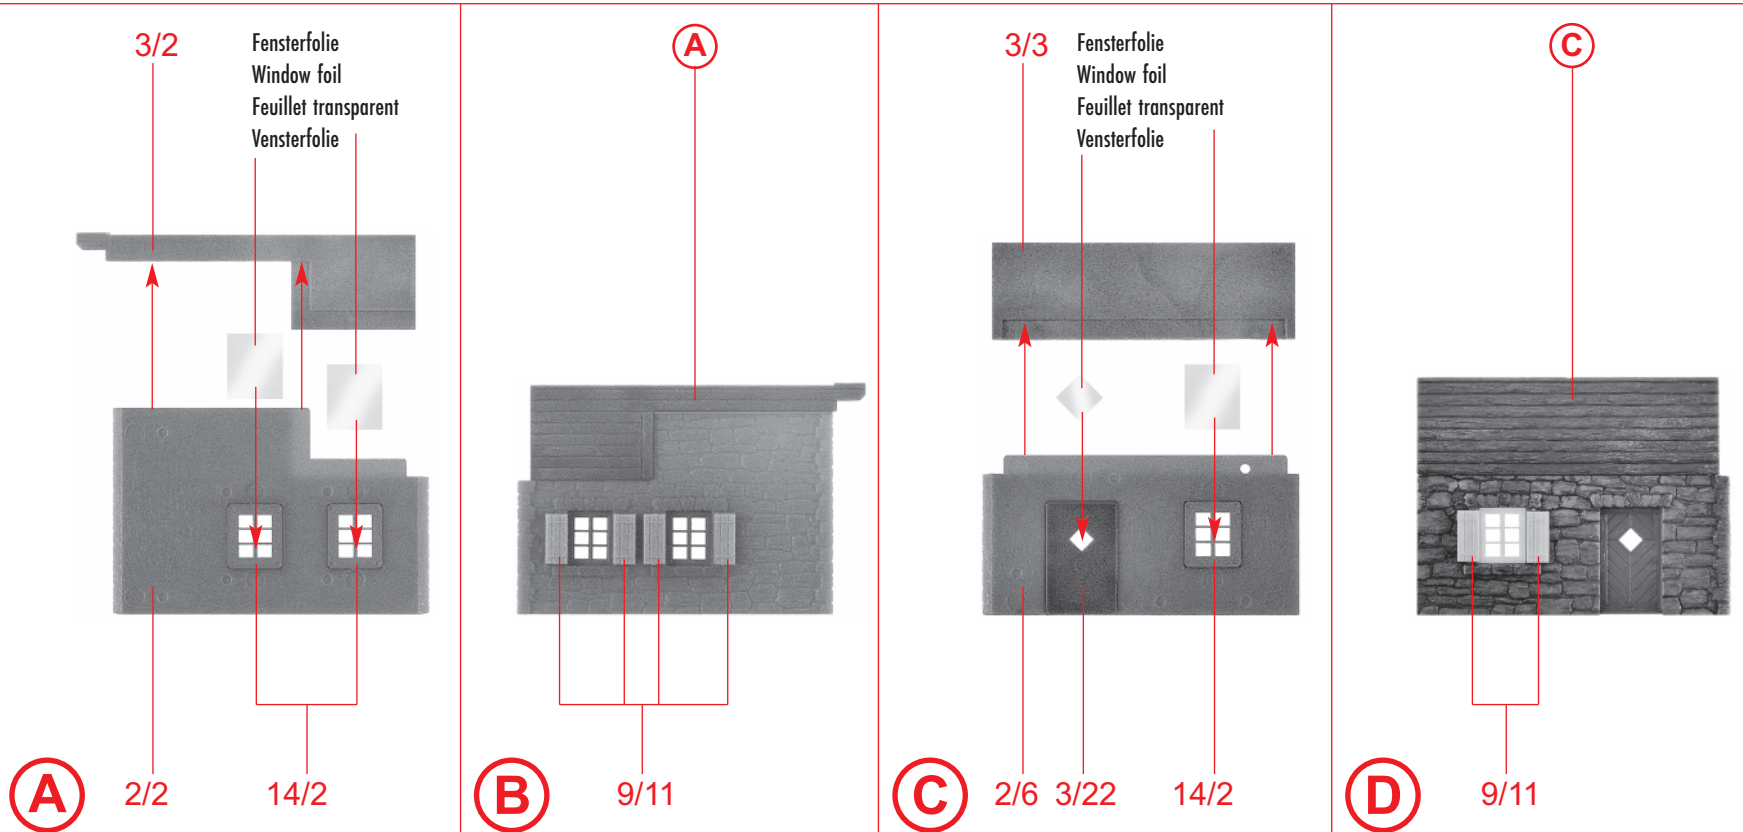 3/2
Fensterfolie
Window foil
Feuillet transparent
Vensterfolie
2/2
14/2
A
A
9/11
B
3/3
Fensterfolie
Window foil
Feuillet transparent
Vensterfolie
2/6
3/22
14/2
C
C
9/11
D